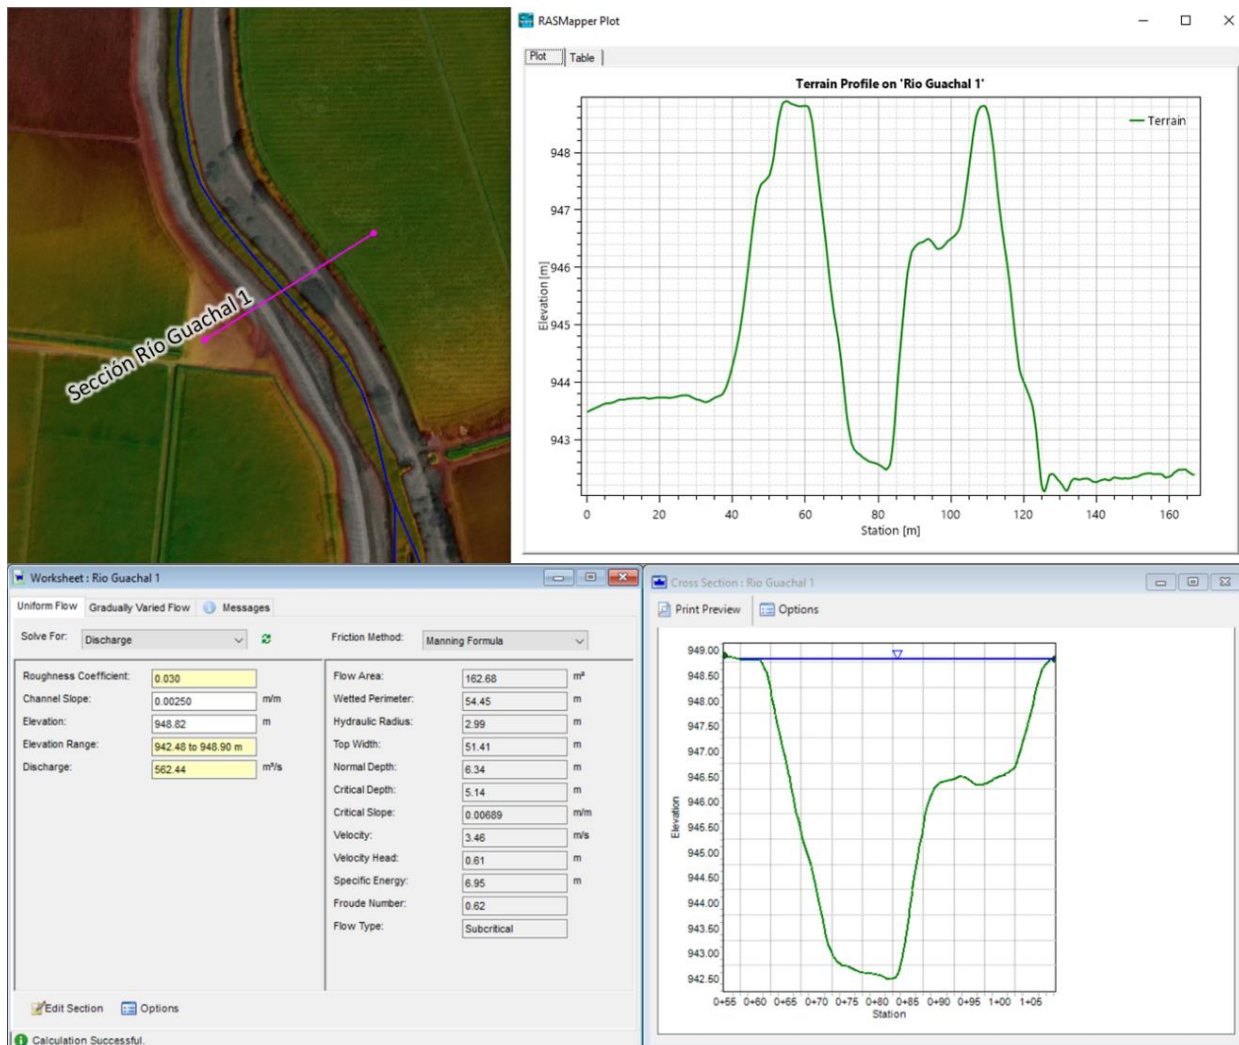 Sección Río Guachal 1
RASMapper Plot
Plot Table
Terrain Profile on 'Rio Guachal 1'
Terrain
948
947
946
945
944
943
Elevation [m]
0 20 40 60 80 100 120 140 160
Station [m]
Worksheet : Rio Guachal 1
Uniform Flow Gradually Varied Flow Messages
Solve For: Discharge Friction Method: Manning Formula
Roughness Coefficient: 0.030
Channel Slope: 0.00250 m/m
Elevation: 948.82 m
Elevation Range: 942.48 to 948.90 m
Discharge: 562.44 m³/s
Flow Area: 162.68 m²
Wetted Perimeter: 54.45 m
Hydraulic Radius: 2.99 m
Top Width: 51.41 m
Normal Depth: 6.34 m
Critical Depth: 5.14 m
Critical Slope: 0.00689 m/m
Velocity: 3.46 m/s
Velocity Head: 0.61 m
Specific Energy: 6.95 m
Froude Number: 0.62
Flow Type: Subcritical
Edit Section Options
Calculation Successful.
Cross Section : Rio Guachal 1
Print Preview Options
949.00
948.50
948.00
947.50
947.00
946.50
946.00
945.50
945.00
944.50
944.00
943.50
943.00
942.50
Elevation
0+55 0+60 0+65 0+70 0+75 0+80 0+85 0+90 0+95 1+00 1+05
Station